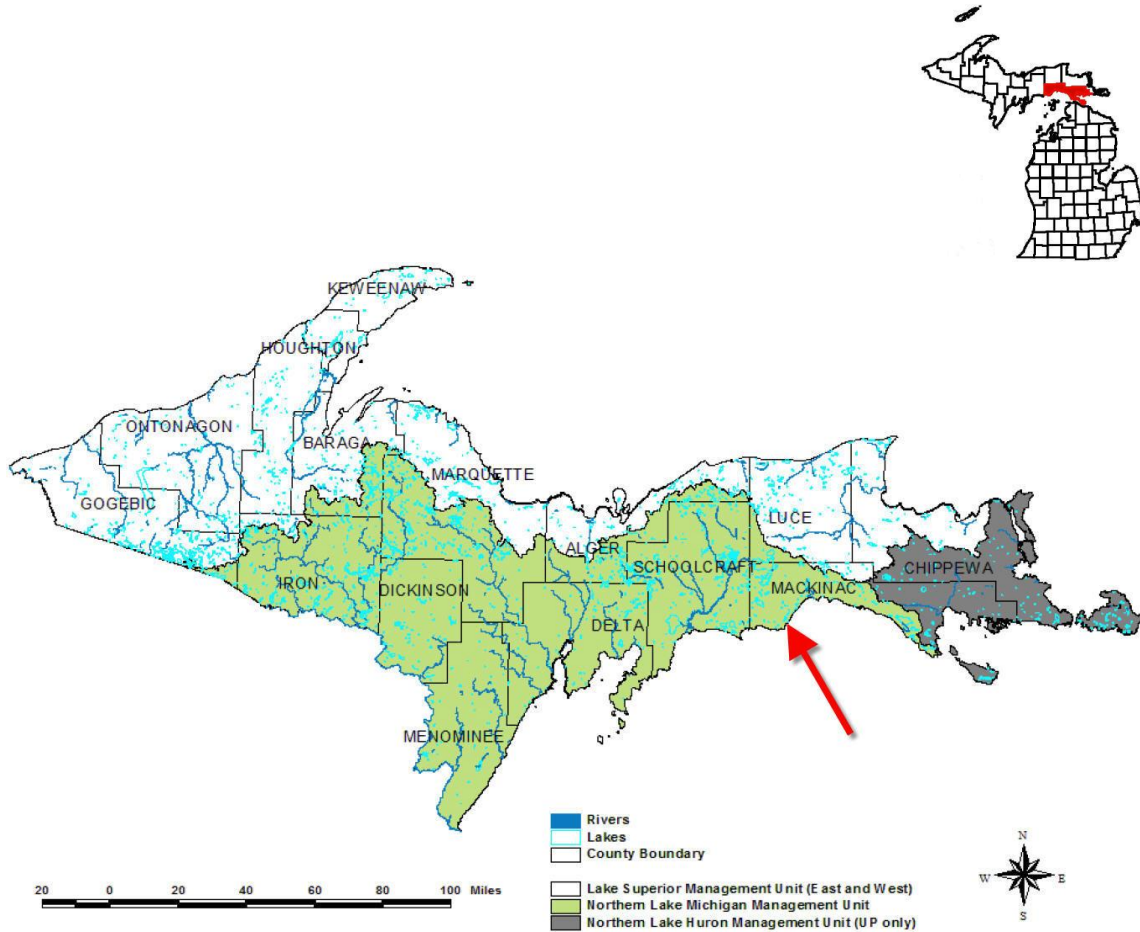 KEWEENAW
HOUGHTON
ONTONAGON
BARAGA
MARQUETTE
GOGEBIC
LUCE
ALGER
CHIPPEWA
SCHOOLCRAFT
IRON
DICKINSON
MACKINAC
DELTA
MENOMINEE
Rivers
Lakes
County Boundary
Lake Superior Management Unit (East and West)
Northern Lake Michigan Management Unit
Northern Lake Huron Management Unit (UP only)
20 0 20 40 60 80 100 Miles
N
W E
S